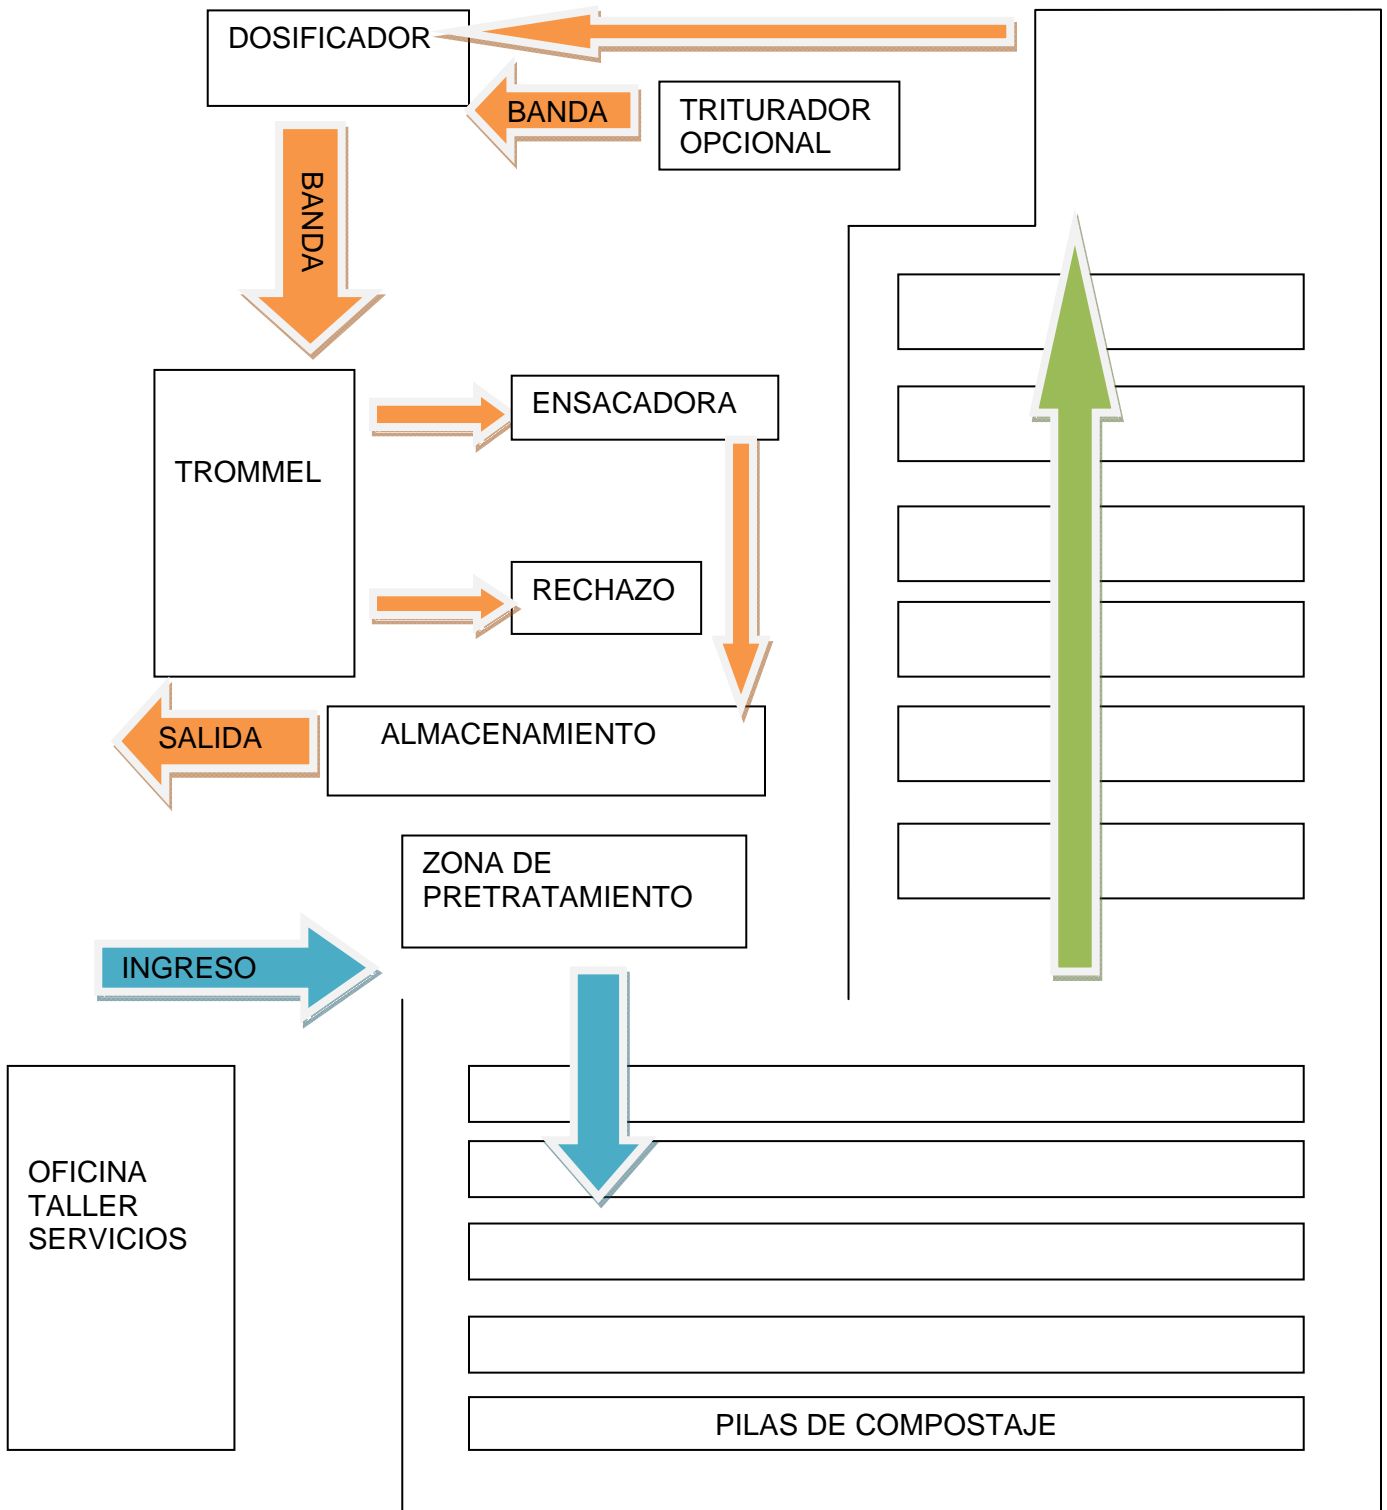 DOSIFICADOR
BANDA
TRITURADOR
OPCIONAL
BANDA
ENSACADORA
TROMMEL
RECHAZO
SALIDA
ALMACENAMIENTO
ZONA DE
PRETRATAMIENTO
INGRESO
OFICINA
TALLER
SERVICIOS
PILAS DE COMPOSTAJE